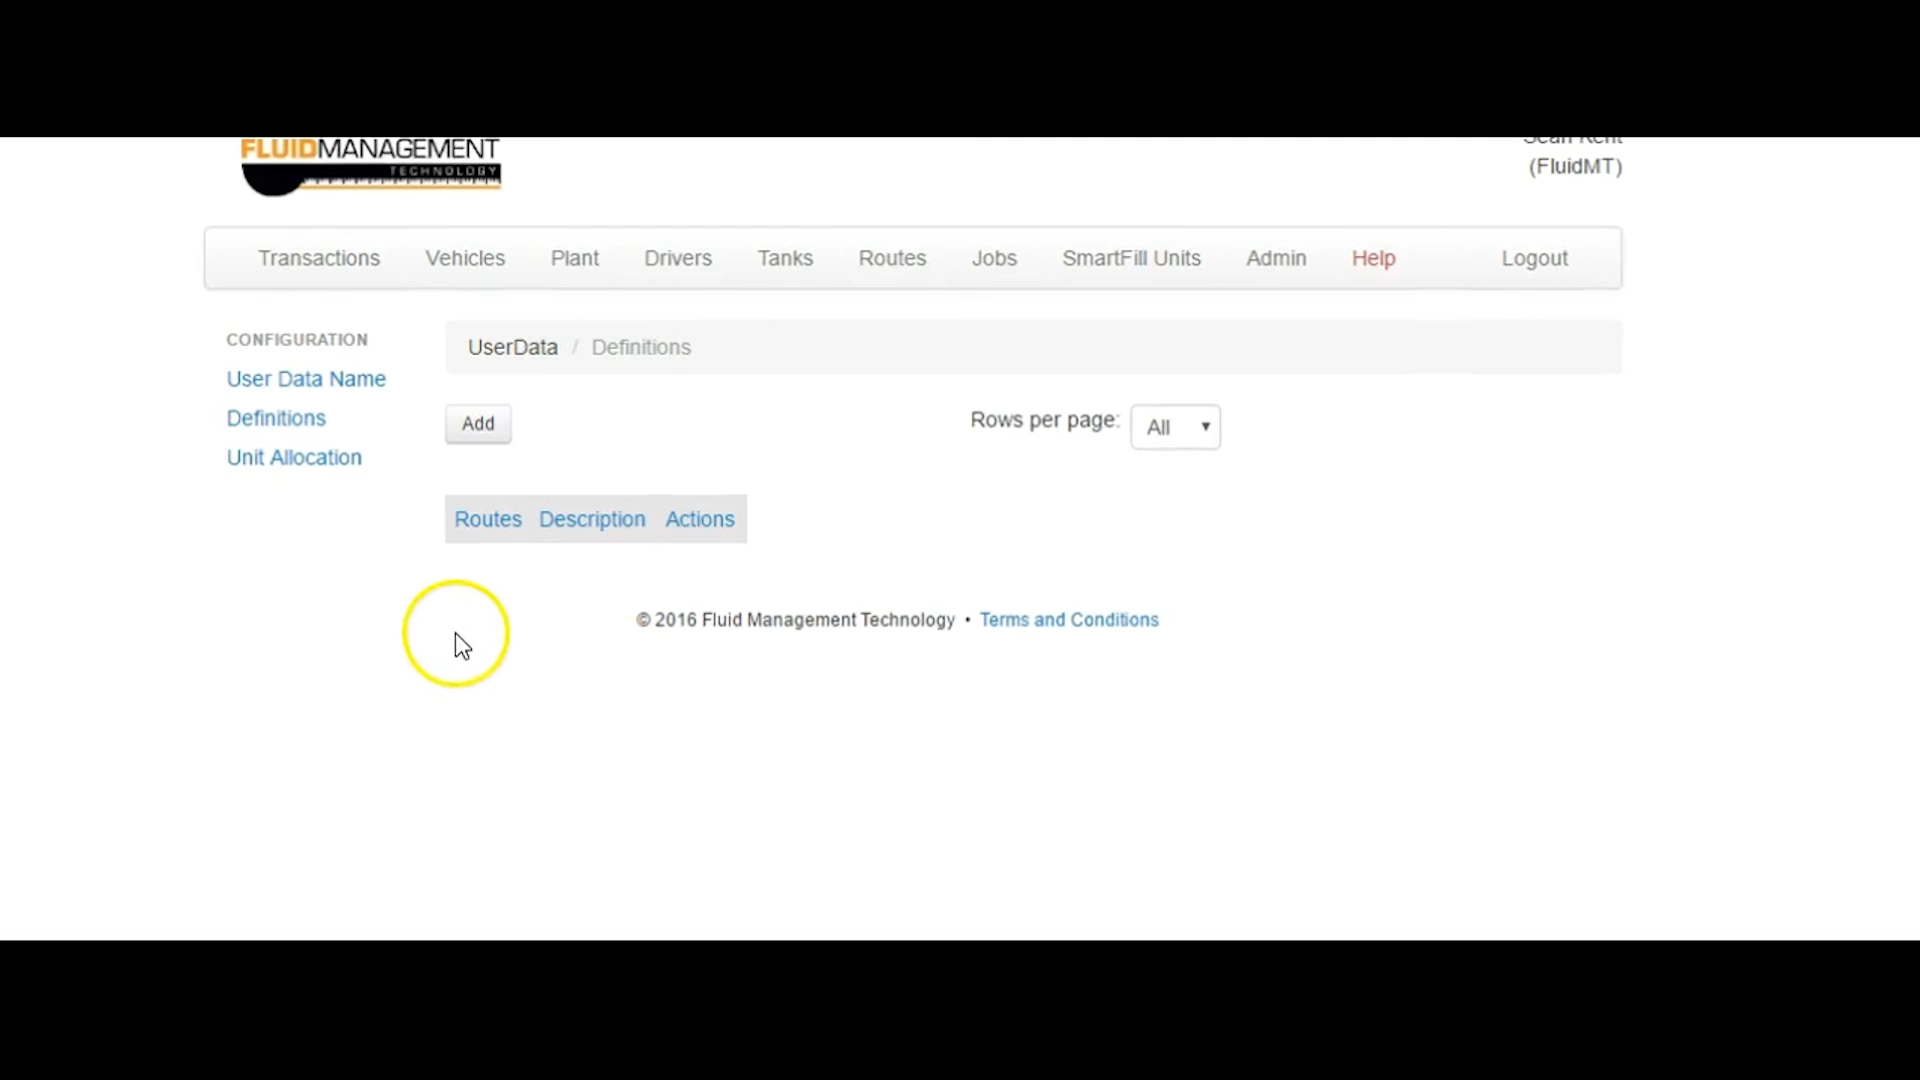 FLUIDMANAGEMENT
TECHNOLOGY
Sean Kent
(FluidMT)
Transactions Vehicles Plant Drivers Tanks Routes Jobs SmartFill Units Admin Help Logout
CONFIGURATION
User Data Name
Definitions
Unit Allocation
UserData / Definitions
Add
Rows per page: All
Routes Description Actions
© 2016 Fluid Management Technology • Terms and Conditions